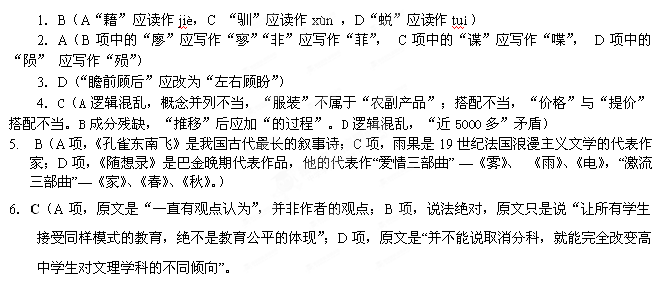 1．B（A“藉”应读作 jiè，C “驯”应读作 xùn ，D“蜕”应读作 tuì）
2．A（B 项中的“廖”应写作“寥”“非”应写作“菲”， C 项中的“谍”应写作“喋”， D 项中的
“陨” 应写作“殒”）
3．D（“瞻前顾后”应改为“左右顾盼”）
4．C（A 逻辑混乱，概念并列不当，“服装”不属于“农副产品”；搭配不当，“价格”与“提价”
搭配不当。B 成分残缺，“推移”后应加“的过程”。D 逻辑混乱，“近 5000 多”矛盾）
5. B（A 项，《孔雀东南飞》是我国古代最长的叙事诗；C 项，雨果是 19 世纪法国浪漫主义文学的代表作
家；D 项，《随想录》是巴金晚期代表作品，他的代表作“爱情三部曲” —《雾》、 《雨》、《电》，“激流
三部曲”—《家》、《春》、《秋》。）
6．C（A 项，原文是“一直有观点认为”，并非作者的观点；B 项，说法绝对，原文只是说“让所有学生
接受同样模式的教育，绝不是教育公平的体现”；D 项，原文是“并不能说取消分科，就能完全改变高
中学生对文理学科的不同倾向”。